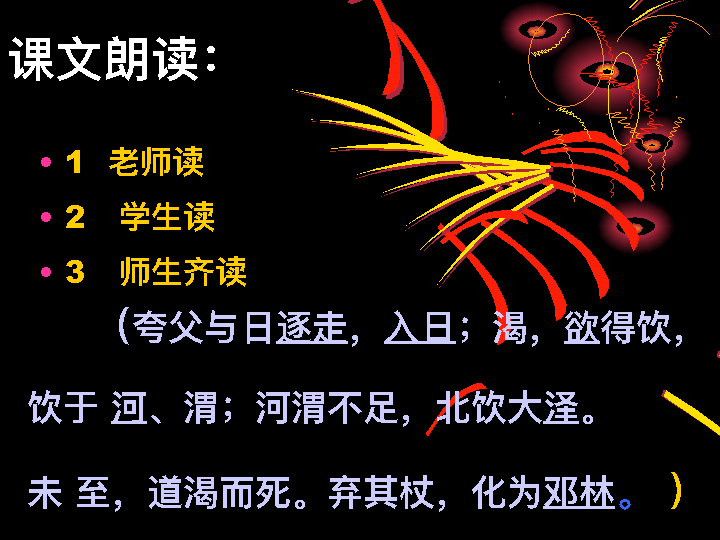 课文朗读：
• 1 老师读
• 2 学生读
• 3 师生齐读
（夸父与日逐走，入日；渴，欲得饮，
饮于 河、渭；河渭不足，北饮大泽。
未 至，道渴而死。弃其杖，化为邓林。）